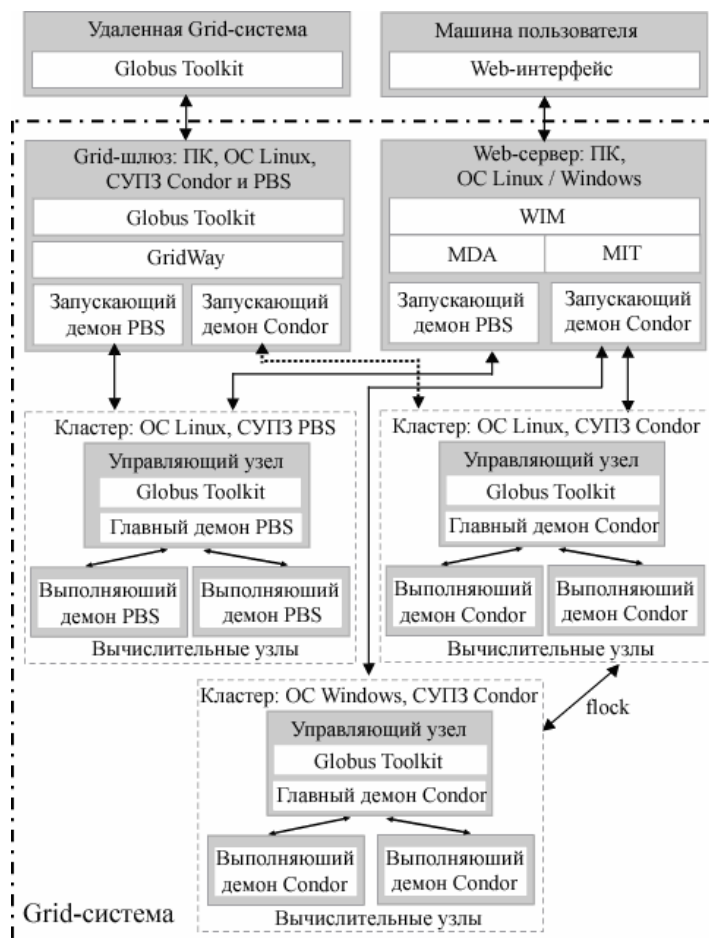 Удаленная Grid-система
Globus Toolkit
Машина пользователя
Web-интерфейс
Grid-шлюз: ПК, ОС Linux,
СУПЗ Condor и PBS
Globus Toolkit
GridWay
Запускающий
демон PBS
Запускающий
демон Condor
Web-сервер: ПК,
ОС Linux / Windows
WIM
MDA
MIT
Запускающий
демон PBS
Запускающий
демон Condor
Кластер: ОС Linux, СУПЗ PBS
Управляющий узел
Globus Toolkit
Главный демон PBS
Выполняюший
демон PBS
Выполняюший
демон PBS
Вычислительные узлы
Кластер: ОС Linux, СУПЗ Condor
Управляющий узел
Globus Toolkit
Главный демон Condor
Выполняюший
демон Condor
Выполняюший
демон Condor
Вычислительные узлы
flock
Кластер: ОС Windows, СУПЗ Condor
Управляющий узел
Globus Toolkit
Главный демон Condor
Выполняюший
демон Condor
Выполняюший
демон Condor
Вычислительные узлы
Grid-система